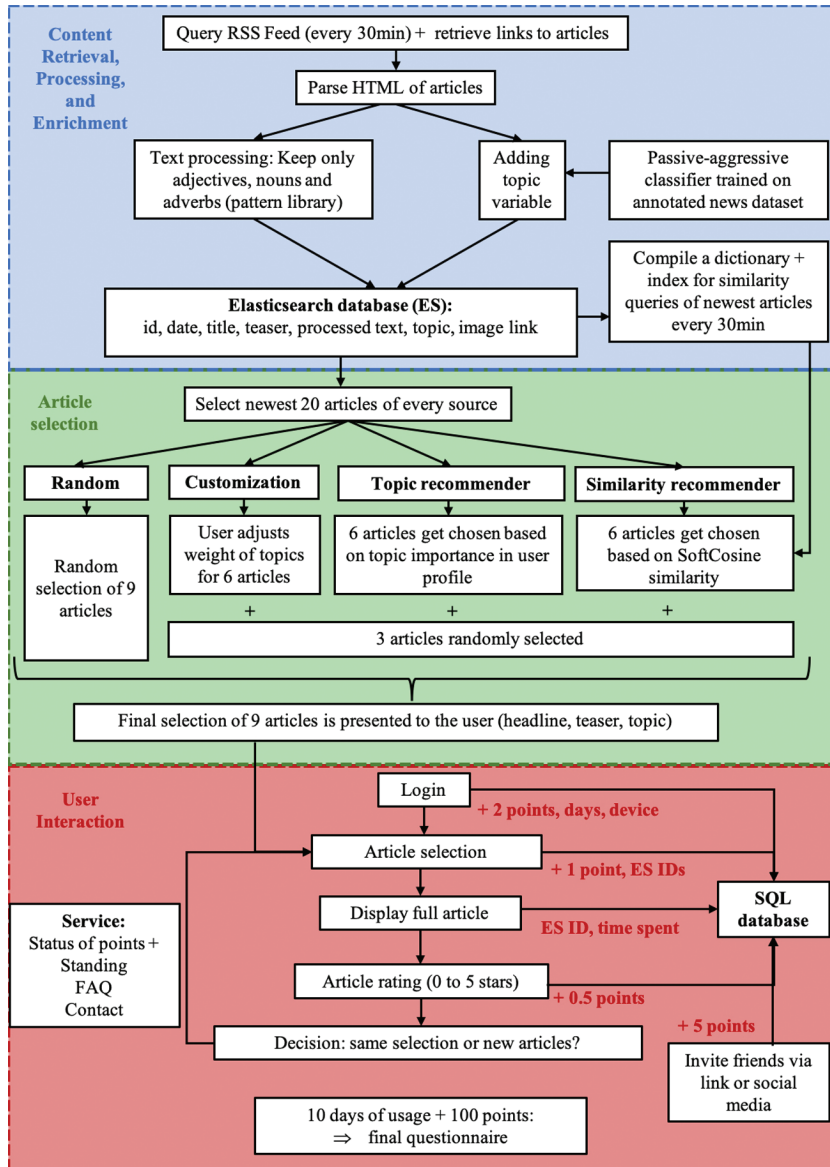 Content
Retrieval,
Processing,
and
Enrichment
Query RSS Feed (every 30min) + retrieve links to articles
Parse HTML of articles
Text processing: Keep only
adjectives, nouns and
adverbs (pattern library)
Adding
topic
variable
Passive-aggressive
classifier trained on
annotated news dataset
Elasticsearch database (ES):
id, date, title, teaser, processed text, topic, image link
Compile a dictionary +
index for similarity
queries of newest articles
every 30min
Article
selection
Select newest 20 articles of every source
Random
Customization
Topic recommender
Similarity recommender
Random
selection of 9
articles
User adjusts
weight of topics
for 6 articles
6 articles get chosen based
on topic importance in user
profile
6 articles get chosen
based on SoftCosine
similarity
+
+
+
3 articles randomly selected
Final selection of 9 articles is presented to the user (headline, teaser, topic)
User
Interaction
Login
+ 2 points, days, device
Article selection
+ 1 point, ES IDs
Display full article
ES ID, time spent
SQL
database
Service:
Status of points +
Standing
FAQ
Contact
Article rating (0 to 5 stars)
+ 0.5 points
Decision: same selection or new articles?
+ 5 points
Invite friends via
link or social
media
10 days of usage + 100 points:
⇒ final questionnaire